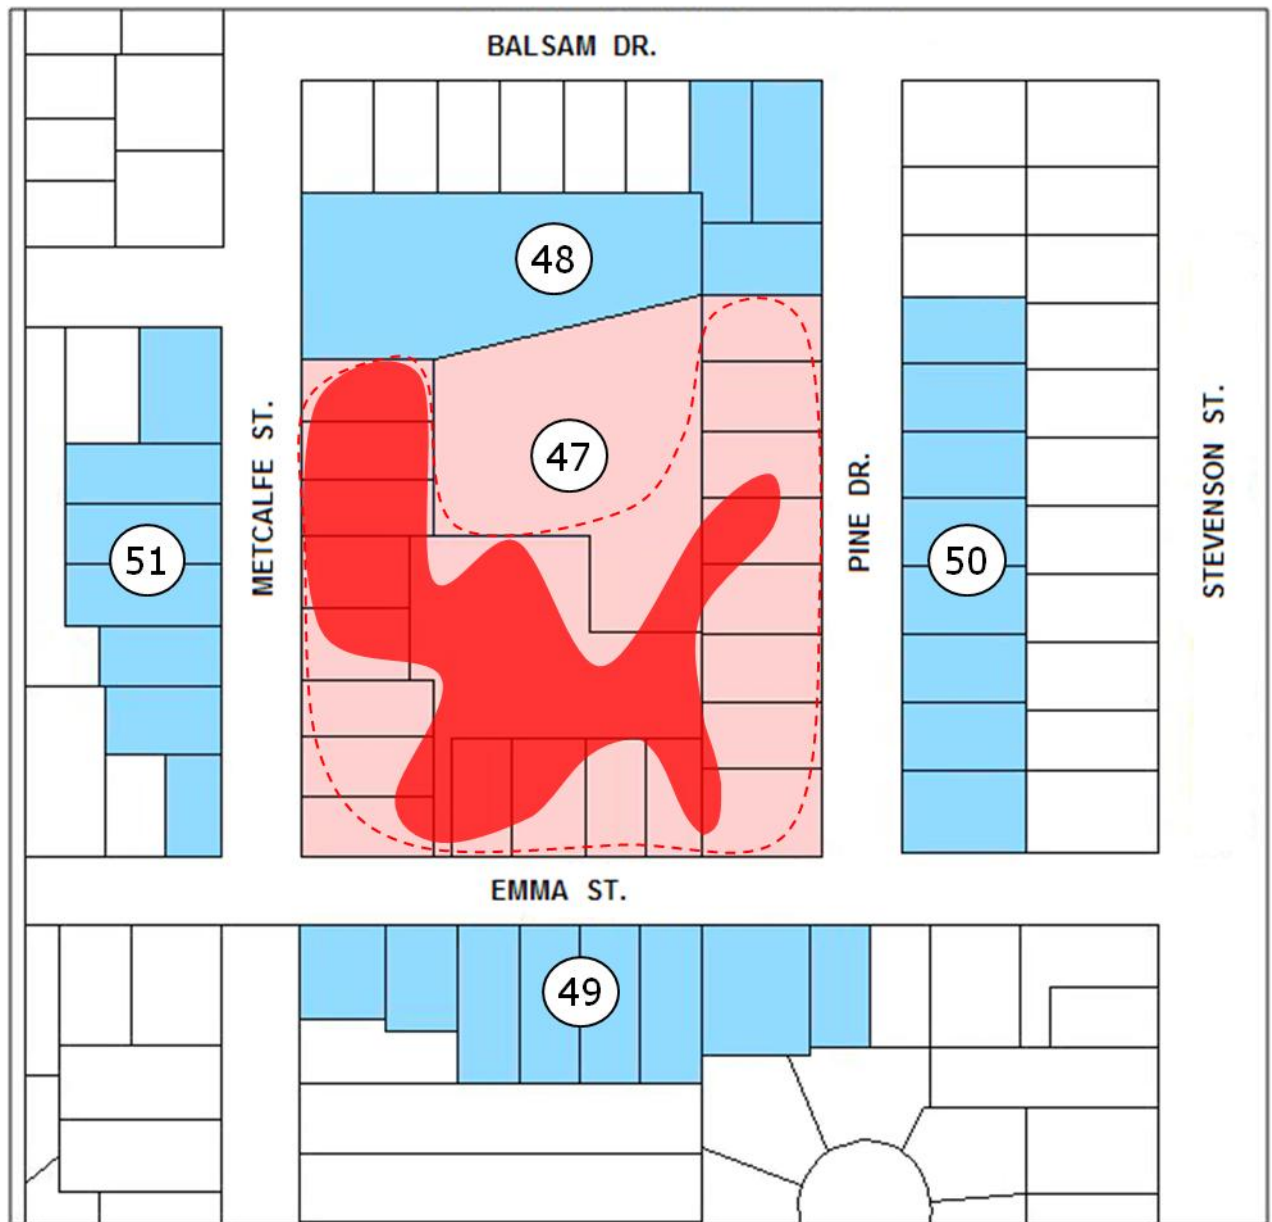 BALSAM DR.
48
METCALFE ST.
47
PINE DR.
STEVENSON ST.
51
50
EMMA ST.
49